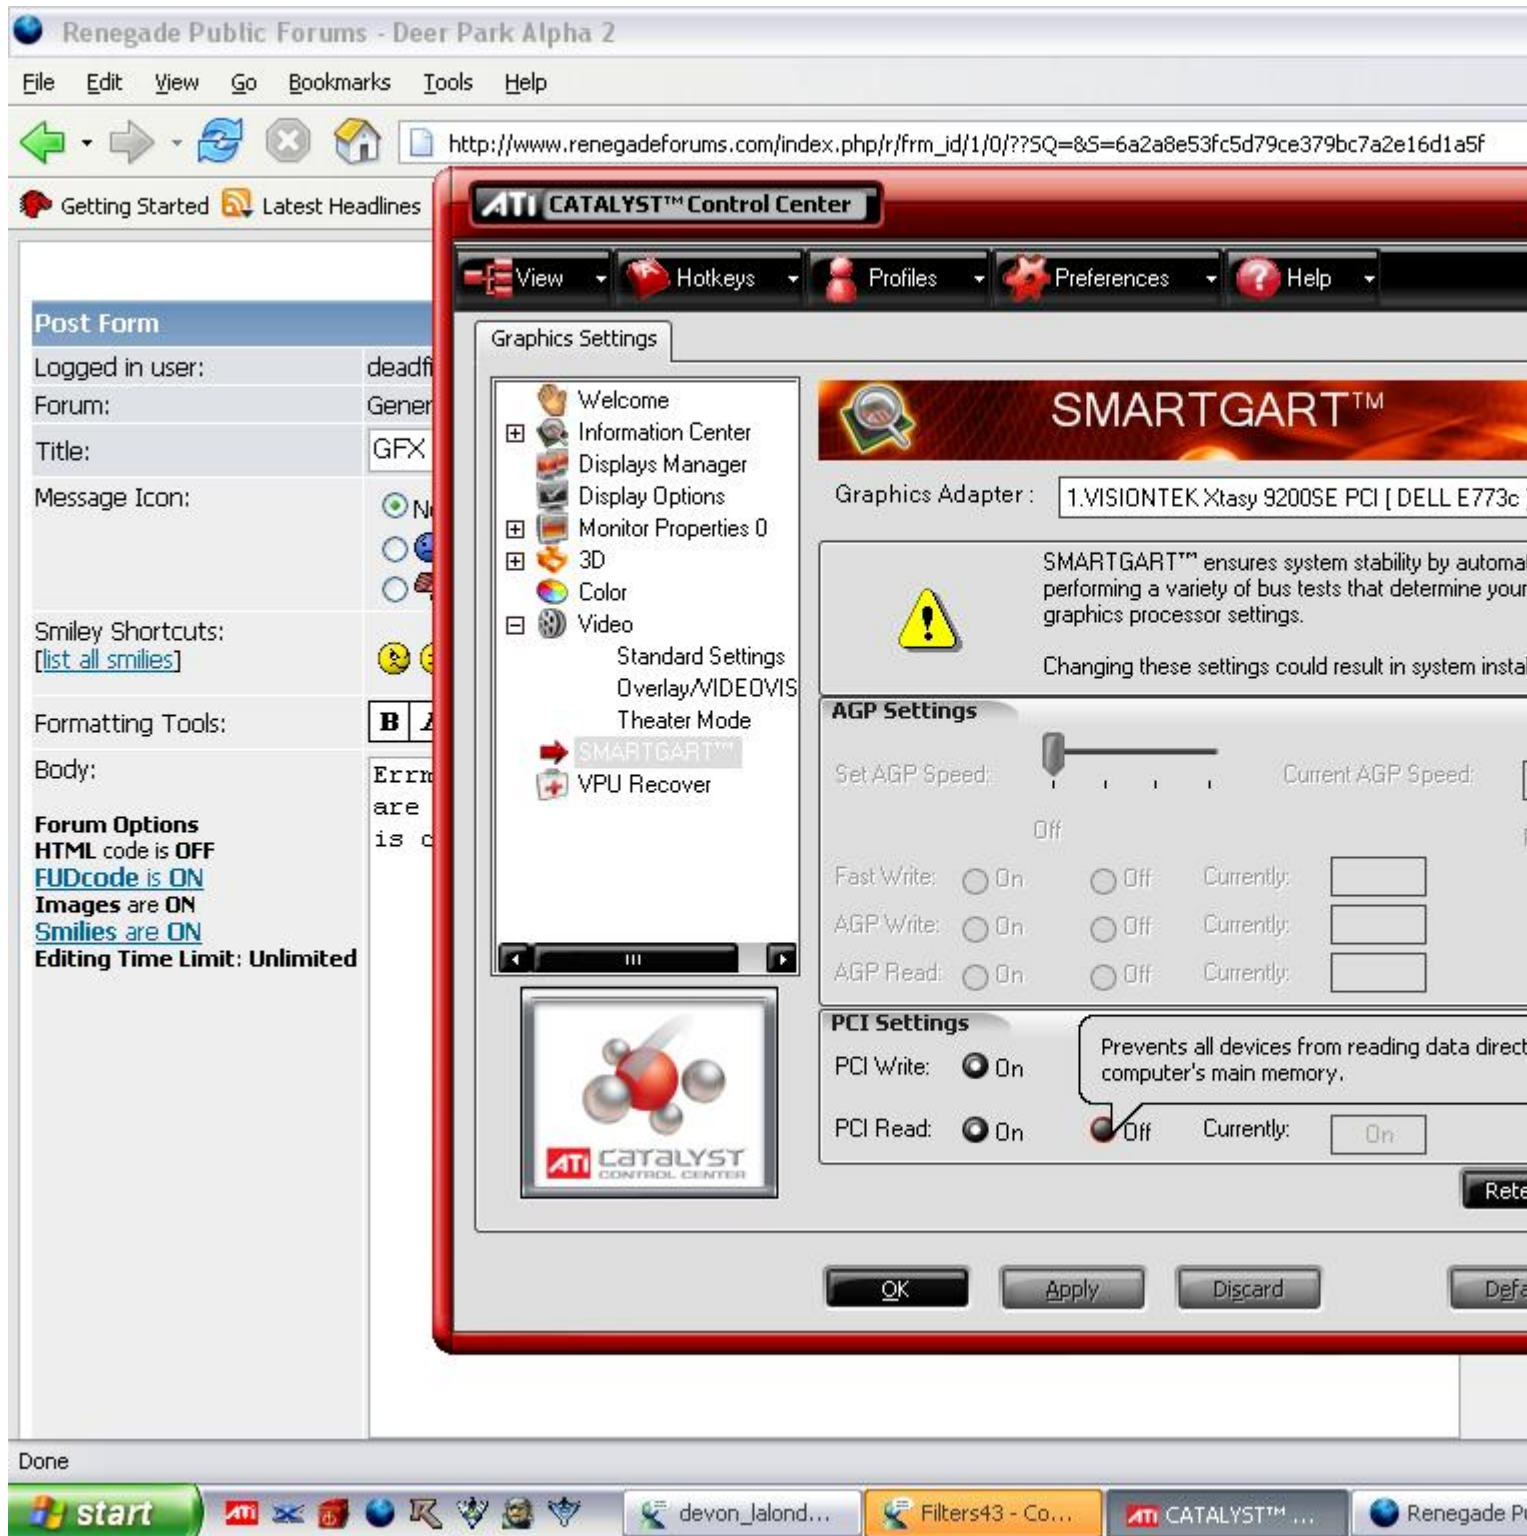 Renegade Public Forums - Deer Park Alpha 2
File Edit View Go Bookmarks Tools Help
http://www.renegadeforums.com/index.php/r/frm_id/1/0/??SQ=&S=6a2a8e53fc5d79ce379bc7a2e16d1a5f
Getting Started Latest Headlines
ATI CATALYST™ Control Center
View Hotkeys Profiles Preferences Help
Graphics Settings
Post Form
Logged in user:
Forum:
Title: GFX
Message Icon:
Smiley Shortcuts:
[list all smilies]
Formatting Tools: B
Body:
are
is
Forum Options
HTML code is OFF
FUDcode is ON
Images are ON
Smilies are ON
Editing Time Limit: Unlimited
Welcome
Information Center
Displays Manager
Display Options
Monitor Properties 0
3D
Color
Video
Standard Settings
Overlay/VIDEOVIS
Theater Mode
SMARTGART™
VPU Recover
ATI CATALYST
CONTROL CENTER
SMARTGART™
Graphics Adapter : 1.VISIONTEK Xtasy 9200SE PCI [ DELL E773c
SMARTGART™ ensures system stability by automat
performing a variety of bus tests that determine your
graphics processor settings.
Changing these settings could result in system instal
AGP Settings
Set AGP Speed: Current AGP Speed:
Off
Fast Write: On Off Currently:
AGP Write: On Off Currently:
AGP Read: On Off Currently:
PCI Settings
PCI Write: On
Prevents all devices from reading data direct
computer's main memory.
PCI Read: On Off Currently: On
Rete
OK Apply Discard Defa
Done
start devon_lalond... Filters43 - Co... CATALYST™ ... Renegade